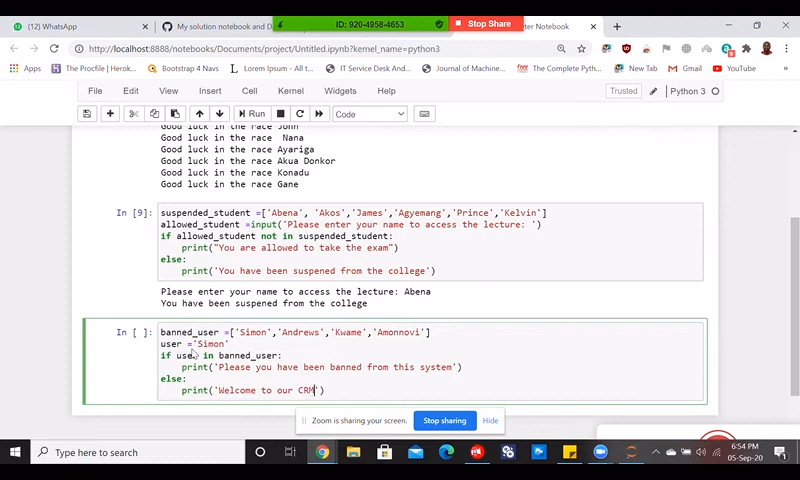 (12) WhatsApp
My solution notebook and D
ID: 920-4958-4653
Stop Share
ter Notebook
http://localhost:8888/notebooks/Documents/project/Untitled.ipynb?kernel_name=python3
Apps
The Procfile | Herok...
Bootstrap 4 Navs
Lorem Ipsum - All t...
IT Service Desk And...
Journal of Machine...
The Complete Pyth...
New Tab
Gmail
YouTube
File
Edit
View
Insert
Cell
Kernel
Widgets
Help
Trusted
Python 3
Run
Code
Good luck in the race John
Good luck in the race  Nana
Good luck in the race Ayariga
Good luck in the race Akua Donkor
Good luck in the race Konadu
Good luck in the race Gane
In [9]:
suspended_student =['Abena', 'Akos','James','Agyemang','Prince','Kelvin']
allowed_student =input('Please enter your name to access the lecture: ')
if allowed_student not in suspended_student:
    print("You are allowed to take the exam")
else:
    print('You have been suspended from the college')
Please enter your name to access the lecture: Abena
You have been suspended from the college
In [ ]:
banned_user =['Simon','Andrews','Kwame','Amonnovi']
user ='Simon'
if user in banned_user:
    print('Please you have been banned from this system')
else:
    print('Welcome to our CRM')
Zoom is sharing your screen.
Stop sharing
Hide
Type here to search
6:54 PM
05-Sep-20